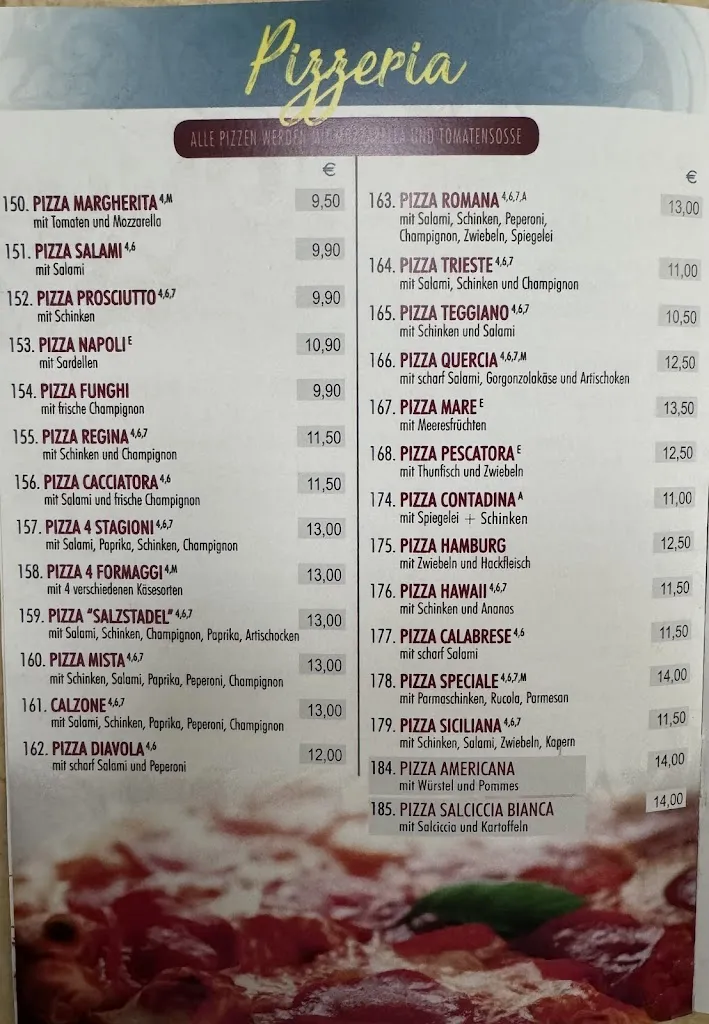 Pizzeria
ALLE PIZZEN WERDEN MIT MOZZARELLA UND TOMATENSOSSE
€
150. PIZZA MARGHERITA 4,M 9,50
mit Tomaten und Mozzarella
151. PIZZA SALAMI 4,6 9,90
mit Salami
152. PIZZA PROSCIUTTO 4,6,7 9,90
mit Schinken
153. PIZZA NAPOLI E 10,90
mit Sardellen
154. PIZZA FUNGHI 9,90
mit frische Champignon
155. PIZZA REGINA 4,6,7 11,50
mit Schinken und Champignon
156. PIZZA CACCIATORA 4,6 11,50
mit Salami und frische Champignon
157. PIZZA 4 STAGIONI 4,6,7 13,00
mit Salami, Paprika, Schinken, Champignon
158. PIZZA 4 FORMAGGI 4,M 13,00
mit 4 verschiedenen Käsesorten
159. PIZZA "SALZSTADEL" 4,6,7 13,00
mit Salami, Schinken, Champignon, Paprika, Artischocken
160. PIZZA MISTA 4,6,7 13,00
mit Schinken, Salami, Paprika, Peperoni, Champignon
161. CALZONE 4,6,7 13,00
mit Salami, Schinken, Paprika, Peperoni, Champignon
162. PIZZA DIAVOLA 4,6 12,00
mit scharf Salami und Peperoni
€
163. PIZZA ROMANA 4,6,7,A 13,00
mit Salami, Schinken, Peperoni,
Champignon, Zwiebeln, Spiegelei
164. PIZZA TRIESTE 4,6,7 11,00
mit Salami, Schinken und Champignon
165. PIZZA TEGGIANO 4,6,7 10,50
mit Schinken und Salami
166. PIZZA QUERCIA 4,6,7,M 12,50
mit scharf Salami, Gorgonzolakäse und Artischoken
167. PIZZA MARE E 13,50
mit Meeresfrüchten
168. PIZZA PESCATORA E 12,50
mit Thunfisch und Zwiebeln
174. PIZZA CONTADINA A 11,00
mit Spiegelei + Schinken
175. PIZZA HAMBURG 12,50
mit Zwiebeln und Hackfleisch
176. PIZZA HAWAII 4,6,7 11,50
mit Schinken und Ananas
177. PIZZA CALABRESE 4,6 11,50
mit scharf Salami
178. PIZZA SPECIALE 4,6,7,M 14,00
mit Parmaschinken, Rucola, Parmesan
179. PIZZA SICILIANA 4,6,7 11,50
mit Schinken, Salami, Zwiebeln, Kapern
184. PIZZA AMERICANA 14,00
mit Würstel und Pommes
185. PIZZA SALCICCIA BIANCA 14,00
mit Salciccia und Kartoffeln